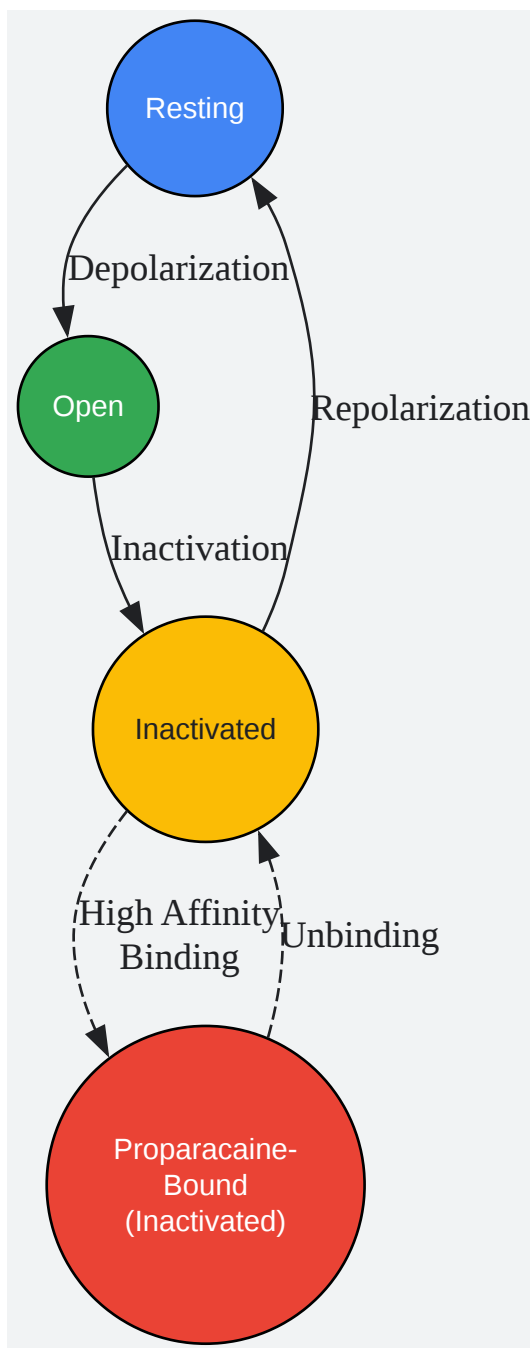 Resting
Depolarization
Open
Repolarization
Inactivation
Inactivated
High Affinity
Binding
Unbinding
Proparacaine-
Bound
(Inactivated)